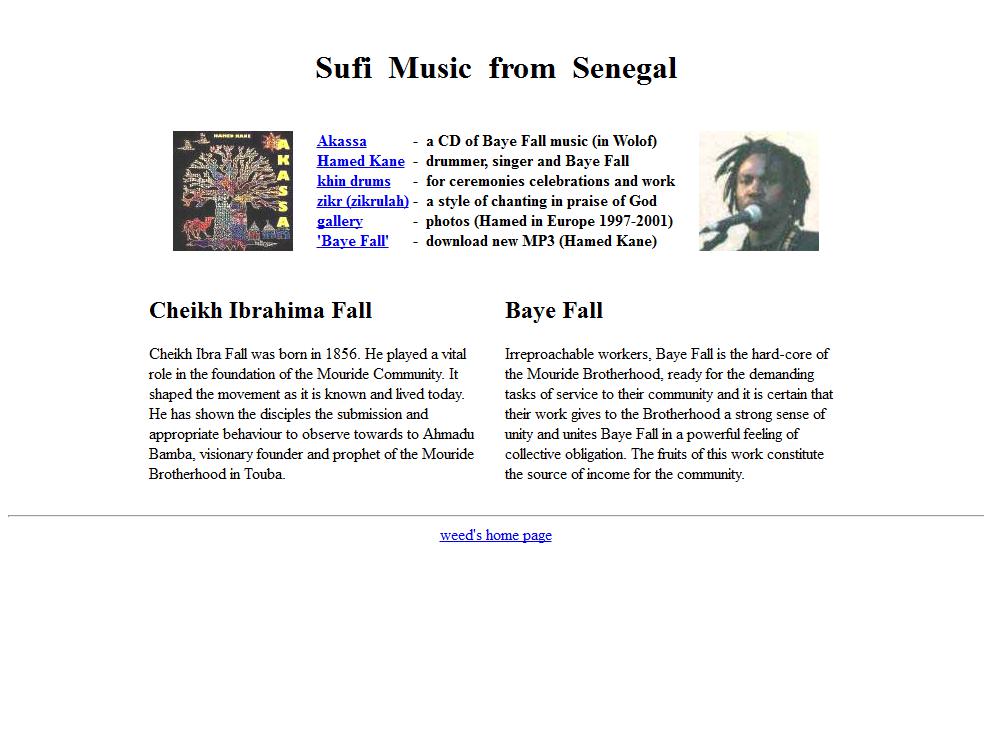 Sufi Music from Senegal
HAMED KANE
AKASSA
Akassa - a CD of Baye Fall music (in Wolof)
Hamed Kane - drummer, singer and Baye Fall
khin drums - for ceremonies celebrations and work
zikr (zikrulah) - a style of chanting in praise of God
gallery - photos (Hamed in Europe 1997-2001)
'Baye Fall' - download new MP3 (Hamed Kane)
Cheikh Ibrahima Fall
Cheikh Ibra Fall was born in 1856. He played a vital
role in the foundation of the Mouride Community. It
shaped the movement as it is known and lived today.
He has shown the disciples the submission and
appropriate behaviour to observe towards to Ahmadu
Bamba, visionary founder and prophet of the Mouride
Brotherhood in Touba.
Baye Fall
Irreproachable workers, Baye Fall is the hard-core of
the Mouride Brotherhood, ready for the demanding
tasks of service to their community and it is certain that
their work gives to the Brotherhood a strong sense of
unity and unites Baye Fall in a powerful feeling of
collective obligation. The fruits of this work constitute
the source of income for the community.
weed's home page